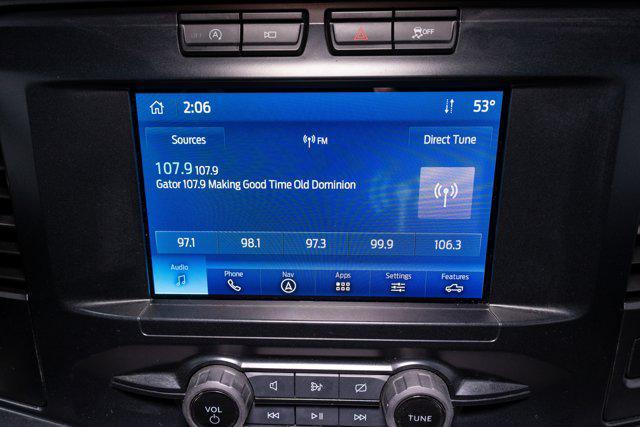 OFF
OFF
2:06
53°
Sources
FM
Direct Tune
107.9 107.9
Gator 107.9 Making Good Time Old Dominion
97.1 98.1 97.3 99.9 106.3
Audio Phone Nav Apps Settings Features
VOL
TUNE